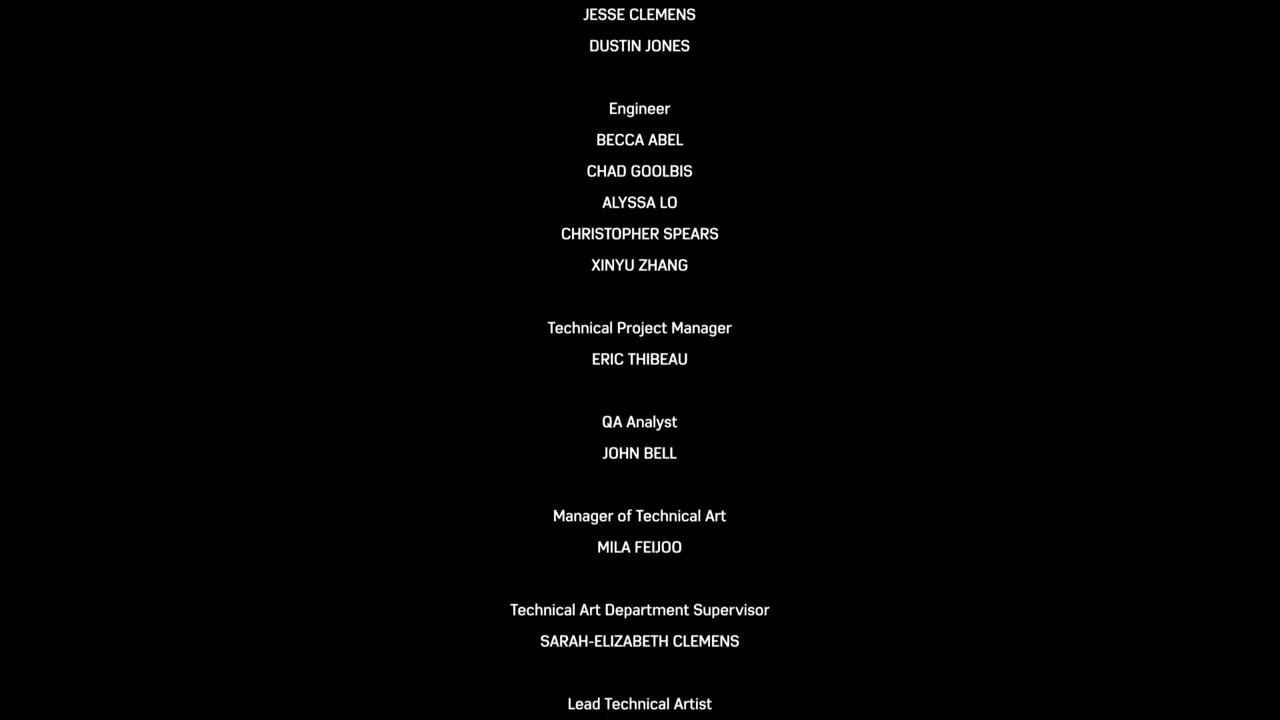 JESSE CLEMENS
DUSTIN JONES
Engineer
BECCA ABEL
CHAD GOOLBIS
ALYSSA LO
CHRISTOPHER SPEARS
XINYU ZHANG
Technical Project Manager
ERIC THIBEAU
QA Analyst
JOHN BELL
Manager of Technical Art
MILA FEIJOO
Technical Art Department Supervisor
SARAH-ELIZABETH CLEMENS
Lead Technical Artist